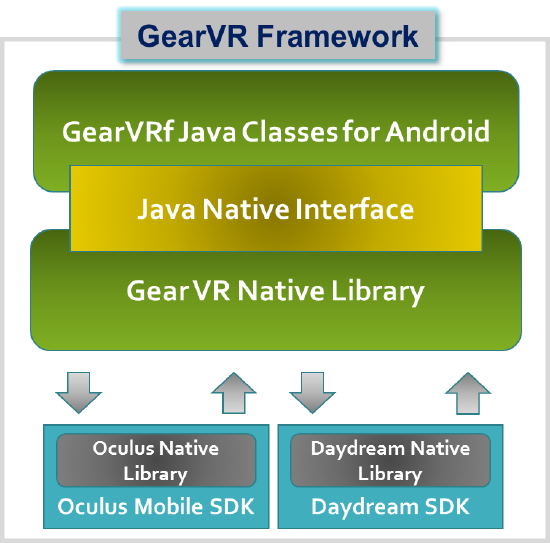 GearVR Framework
GearVRf Java Classes for Android
Java Native Interface
Gear VR Native Library
Oculus Native
Library
Oculus Mobile SDK
Daydream Native
Library
Daydream SDK